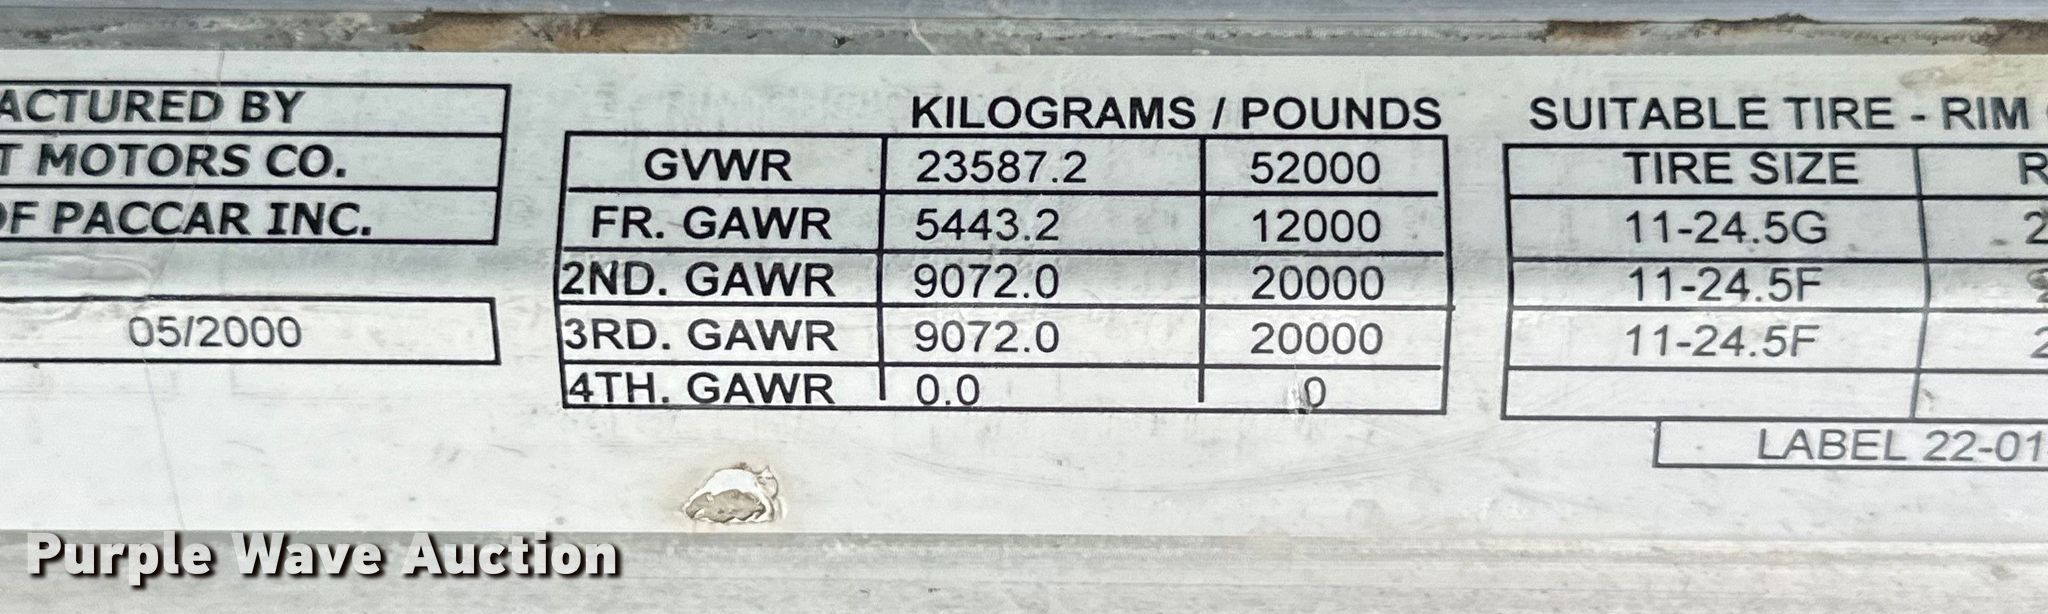 ACTURED BY
T MOTORS CO.
OF PACCAR INC.
05/2000
KILOGRAMS / POUNDS
GVWR 23587.2 52000
FR. GAWR 5443.2 12000
2ND. GAWR 9072.0 20000
3RD. GAWR 9072.0 20000
4TH. GAWR 0.0 0
SUITABLE TIRE - RIM
TIRE SIZE R
11-24.5G 2
11-24.5F
11-24.5F 2
LABEL 22-01
Purple Wave Auction